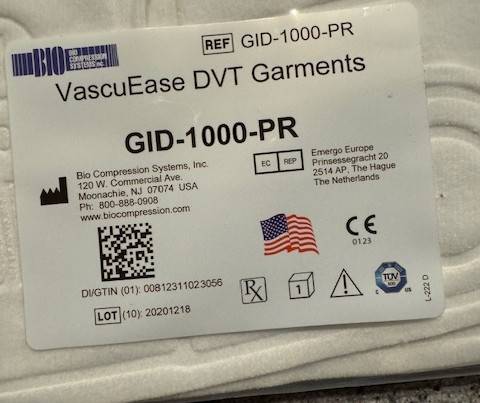 BIO
BIO
COMPRESSION
SYSTEMS INC.
REF GID-1000-PR
VascuEase DVT Garments
GID-1000-PR
Bio Compression Systems, Inc.
120 W. Commercial Ave.
Moonachie, NJ 07074 USA
Ph: 800-888-0908
www.biocompression.com
EC REP
Emergo Europe
Prinsessegracht 20
2514 AP, The Hague
The Netherlands
CE
0123
DI/GTIN (01): 00812311023056
LOT (10): 20201218
Rx
1
TÜV
C US
L-222 D